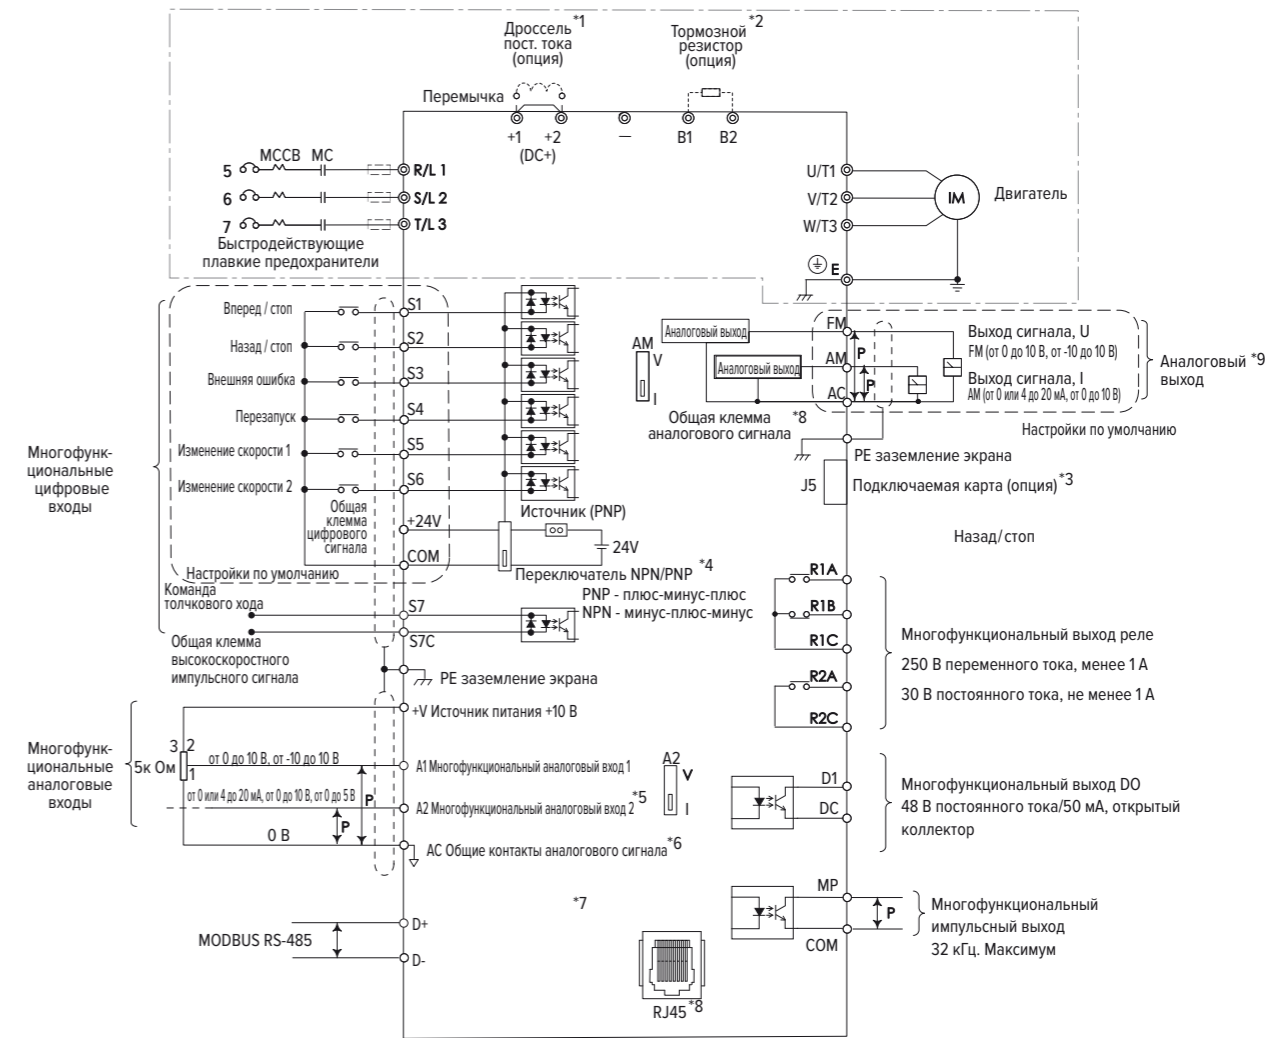 Дроссель *1
пост. тока
(опция)
Тормозной *2
резистор
(опция)
Перемычка
+1
+2
—
B1
B2
(DC+)
MCCB MC
5
R/L 1
6
S/L 2
7
T/L 3
Быстродействующие
плавкие предохранители
U/T1
V/T2
W/T3
IM
Двигатель
E
Вперед / стоп
S1
Назад / стоп
S2
Внешняя ошибка
S3
Перезапуск
S4
Изменение скорости 1
S5
Изменение скорости 2
S6
Многофунк-
циональные
цифровые
входы
Общая
клемма
цифрового
сигнала
+24V
COM
Настройки по умолчанию
Источник (PNP)
24V
Переключатель NPN/PNP *4
PNP - плюс-минус-плюс
NPN - минус-плюс-минус
Команда
толчкового хода
S7
S7C
Общая клемма
высокоскоростного
импульсного сигнала
PE заземление экрана
Аналоговый выход
FM
AM
V
I
Аналоговый выход
AM
AC
P
P
Общая клемма *8
аналогового сигнала
Выход сигнала, U
FM (от 0 до 10 В, от -10 до 10 В)
Выход сигнала, I
AM (от 0 или 4 до 20 мА, от 0 до 10 В)
Аналоговый *9
выход
Настройки по умолчанию
PE заземление экрана
J5
Подключаемая карта (опция) *3
Назад/стоп
R1A
R1B
R1C
R2A
R2C
Многофункциональный выход реле
250 В переменного тока, менее 1 А
30 В постоянного тока, не менее 1 А
Многофунк-
циональные
аналоговые
входы
+V Источник питания +10 В
3 2
5к Ом
1
от 0 до 10 В, от -10 до 10 В
A1 Многофункциональный аналоговый вход 1
от 0 или 4 до 20 мА, от 0 до 10 В, от 0 до 5 В
P
A2 Многофункциональный аналоговый вход 2 *5
P
0 В
AC Общие контакты аналогового сигнала *6
A2
V
I
D1
DC
Многофункциональный выход DO
48 В постоянного тока/50 мА, открытый
коллектор
MP
P
COM
Многофункциональный
импульсный выход
32 кГц. Максимум
*7
MODBUS RS-485
D+
D-
RJ45 *8